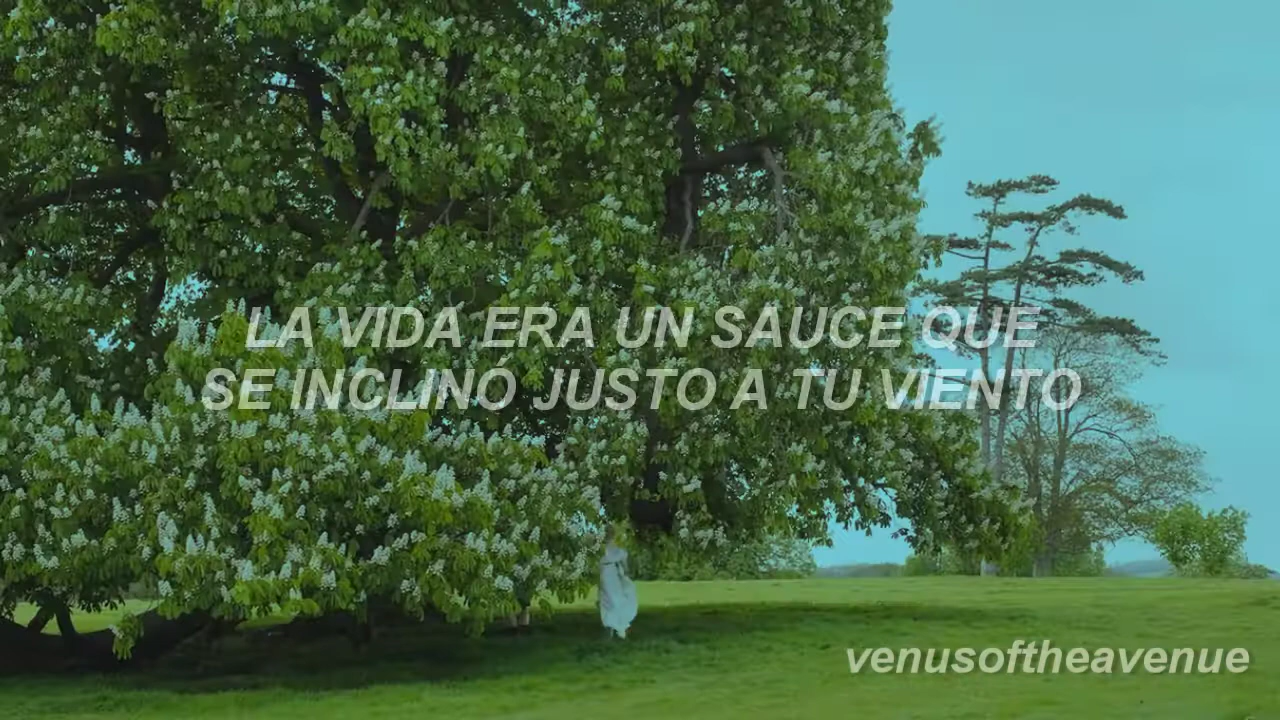 LA VIDA ERA UN SAUCE QUE
SE INCLINÓ JUSTO A TU VIENTO
venusoftheavenue